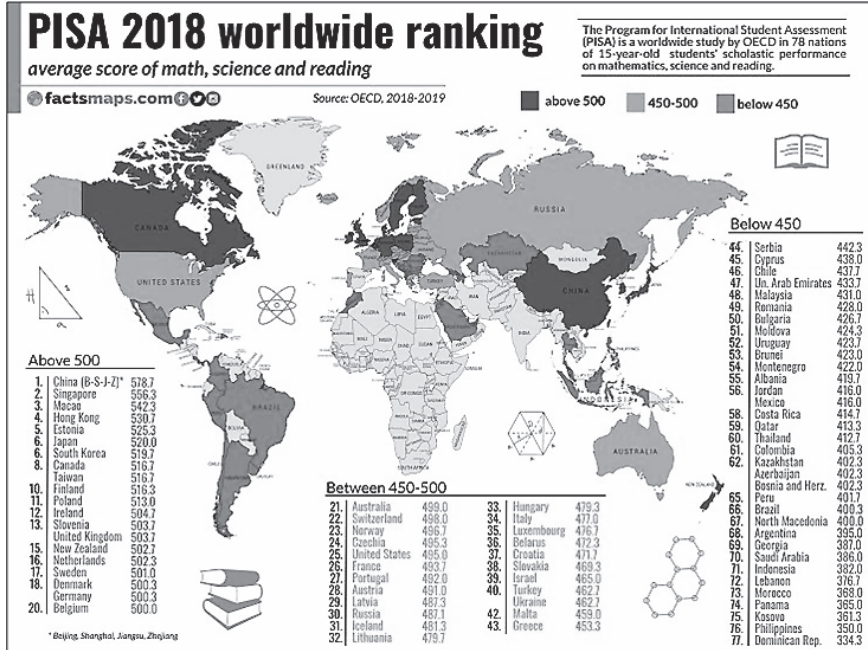 PISA 2018 worldwide ranking
average score of math, science and reading
The Program for International Student Assessment
(PISA) is a worldwide study by OECD in 78 nations
of 15-year-old students' scholastic performance
on mathematics, science and reading.
factsmaps.com
Source: OECD, 2018-2019
above 500
450-500
below 450
GREENLAND
CANADA
UNITED STATES
RUSSIA
KAZAKHSTAN
MONGOLIA
CHINA
TURKEY
IRAN
INDIA
ALGERIA
LIBYA
EGYPT
SUDAN
PHILIPPINES
INDONESIA
BRAZIL
BOLIVIA
SOUTH AFRICA
AUSTRALIA
NEW ZEALAND
Above 500
1. China (B-S-J-Z)* 578.7
2. Singapore 556.3
3. Macao 542.3
4. Hong Kong 530.7
5. Estonia 525.3
6. Japan 520.0
6. South Korea 519.7
8. Canada 516.7
Taiwan 516.7
10. Finland 516.3
11. Poland 513.0
12. Ireland 504.7
13. Slovenia 503.7
United Kingdom 503.7
15. New Zealand 502.7
16. Netherlands 502.3
17. Sweden 501.0
18. Denmark 500.3
Germany 500.3
20. Belgium 500.0
* Beijing, Shanghai, Jiangsu, Zhejiang
Between 450-500
21. Australia 499.0
22. Switzerland 498.0
23. Norway 496.7
24. Czechia 495.3
25. United States 495.0
26. France 493.7
27. Portugal 492.0
28. Austria 491.0
29. Latvia 487.3
30. Russia 487.1
31. Iceland 481.3
32. Lithuania 479.7
33. Hungary 479.3
34. Italy 477.0
35. Luxembourg 476.7
36. Belarus 472.3
37. Croatia 471.7
38. Slovakia 469.3
39. Israel 465.0
40. Turkey 462.7
Ukraine 462.7
42. Malta 459.0
43. Greece 453.3
Below 450
44. Serbia 442.3
45. Cyprus 438.0
46. Chile 437.7
47. Un. Arab Emirates 433.7
48. Malaysia 431.0
49. Romania 428.0
50. Bulgaria 426.7
51. Moldova 424.3
52. Uruguay 423.7
53. Brunei 423.0
54. Montenegro 422.0
55. Albania 419.7
56. Jordan 416.0
Mexico 416.0
58. Costa Rica 414.7
59. Qatar 413.3
60. Thailand 412.7
61. Colombia 405.3
62. Kazakhstan 402.3
Azerbaijan 402.3
Bosnia and Herz. 402.3
65. Peru 401.7
66. Brazil 400.3
67. North Macedonia 400.0
68. Argentina 395.0
69. Georgia 387.0
70. Saudi Arabia 386.0
71. Indonesia 382.0
72. Lebanon 376.7
73. Morocco 368.0
74. Panama 365.0
75. Kosovo 361.3
76. Philippines 350.0
77. Dominican Rep. 334.3